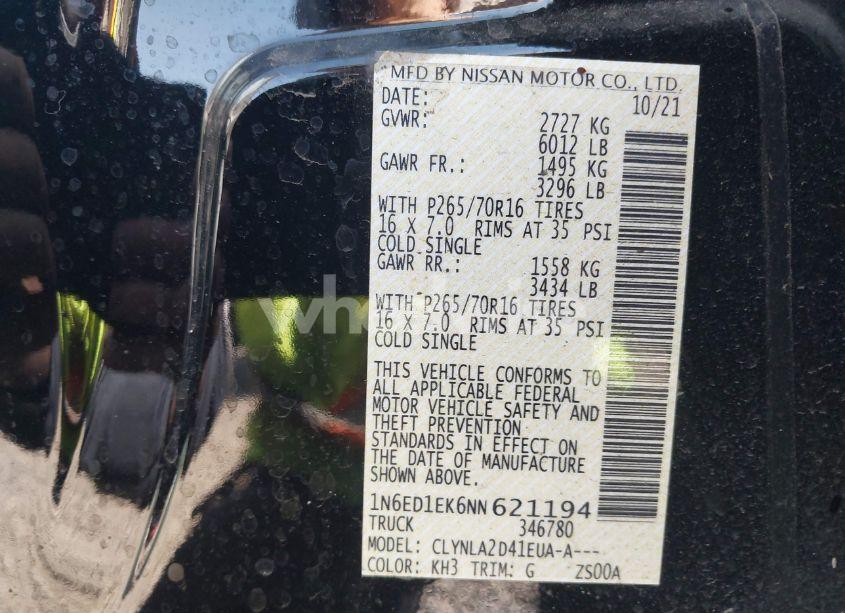 MFD BY NISSAN MOTOR CO., LTD.
DATE: 10/21
GVWR: 2727 KG
6012 LB
GAWR FR.: 1495 KG
3296 LB
WITH P265/70R16 TIRES
16 X 7.0 RIMS AT 35 PSI
COLD SINGLE
GAWR RR.: 1558 KG
3434 LB
WITH P265/70R16 TIRES
16 X 7.0 RIMS AT 35 PSI
COLD SINGLE
THIS VEHICLE CONFORMS TO
ALL APPLICABLE FEDERAL
MOTOR VEHICLE SAFETY AND
THEFT PREVENTION
STANDARDS IN EFFECT ON
THE DATE OF MANUFACTURE
SHOWN ABOVE.
1N6ED1EK6NN621194
TRUCK 346780
MODEL: CLYNLA2D41EUA-A---
COLOR: KH3 TRIM: G ZS00A